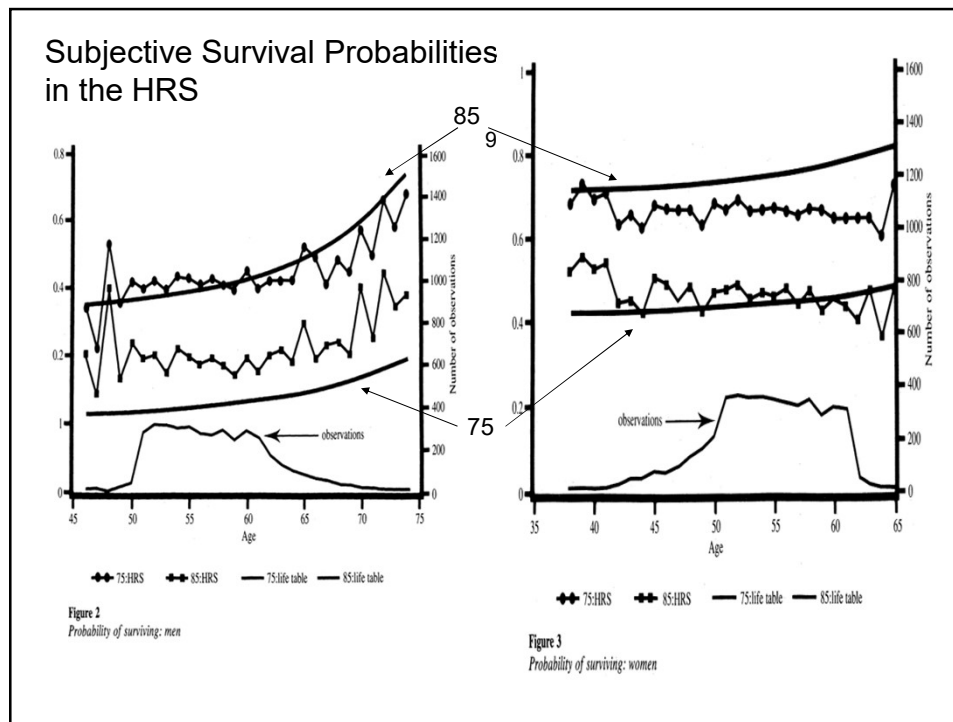 Subjective Survival Probabilities
in the HRS
85
9
75
0.8
0.6
0.4
0.2
1
0
1600
1400
1200
1000
800
600
400
300
0
Number of observations
observations
45 50 55 60 65 70 75
Age
75:HRS 85:HRS 75:life table 85:life table
Figure 2
Probability of surviving: men
1
0.8
0.6
0.4
0.2
0
1600
1400
1200
1000
800
600
400
200
0
Number of observations
observations
35 40 45 50 55 60 65
Age
75:HRS 85:HRS 75:life table 85:life table
Figure 3
Probability of surviving: women